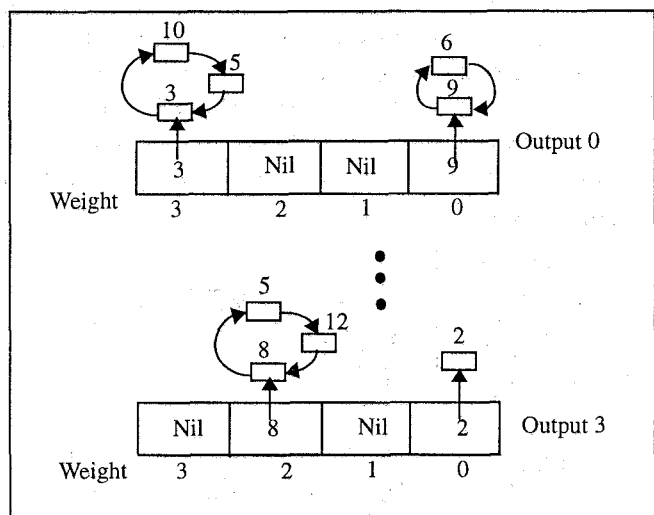 10 6
5
3 9
3 Nil Nil 9 Output 0
Weight 3 2 1 0
5
12 2
8
Nil 8 Nil 2 Output 3
Weight 3 2 1 0